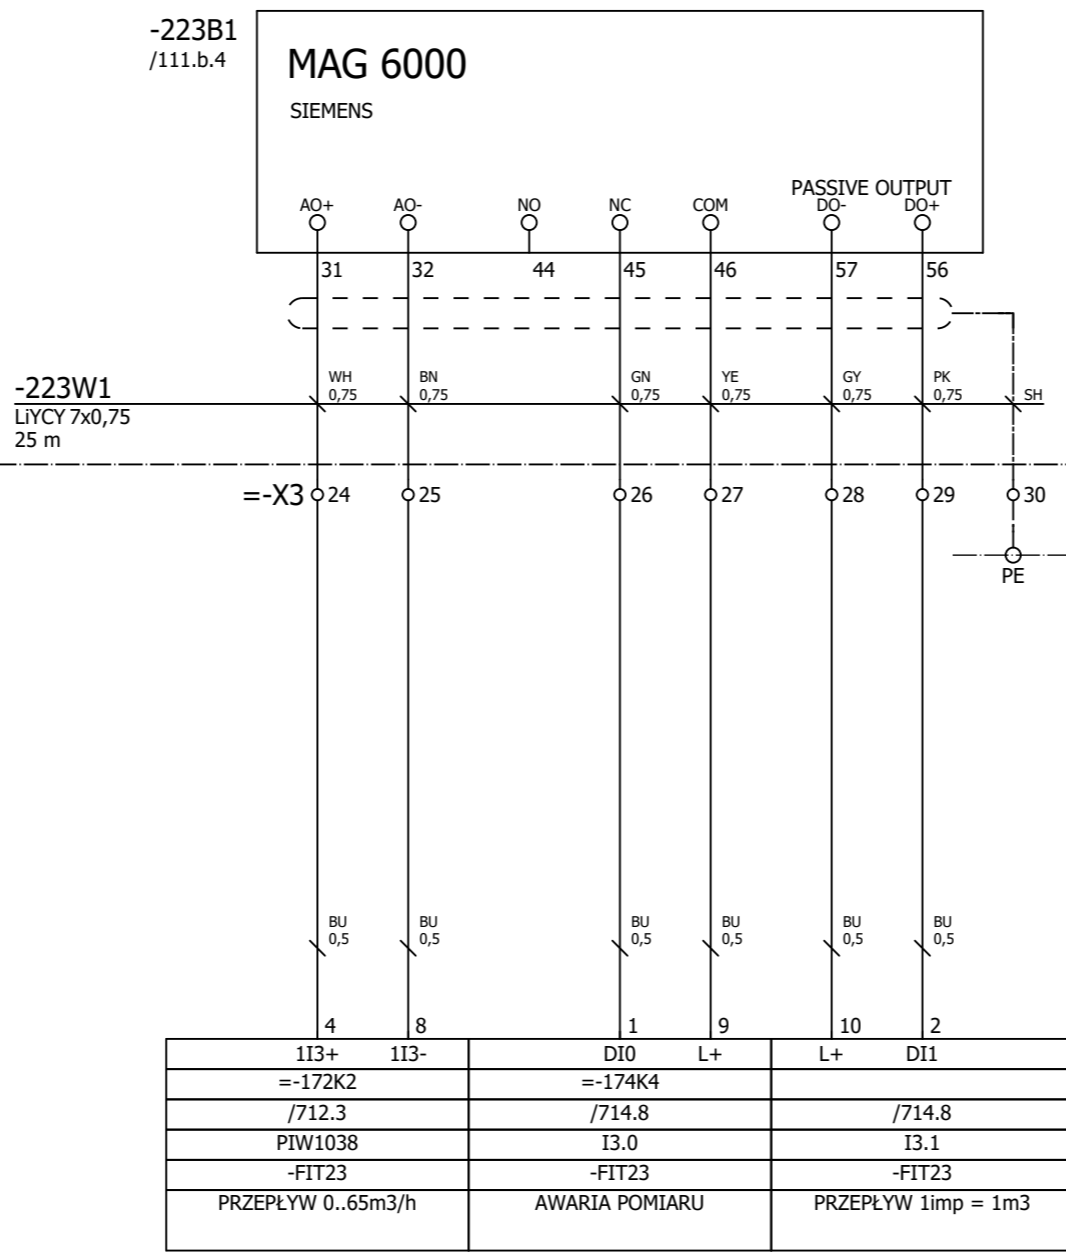 -223B1
/111.b.4
MAG 6000
SIEMENS
PASSIVE OUTPUT
AO+ AO- NO NC COM DO- DO+
31 32 44 45 46 57 56
-223W1
LiYCY 7x0,75
25 m
WH BN GN YE GY PK
0,75 0,75 0,75 0,75 0,75 0,75 SH
=-X3 24 25 26 27 28 29 30
PE
BU BU BU BU BU BU
0,5 0,5 0,5 0,5 0,5 0,5
4 8 1 9 10 2
1I3+ 1I3- DI0 L+ L+ DI1
=-172K2 =-174K4
/712.3 /714.8 /714.8
PIW1038 I3.0 I3.1
-FIT23 -FIT23 -FIT23
PRZEPŁYW 0..65m3/h AWARIA POMIARU PRZEPŁYW 1imp = 1m3